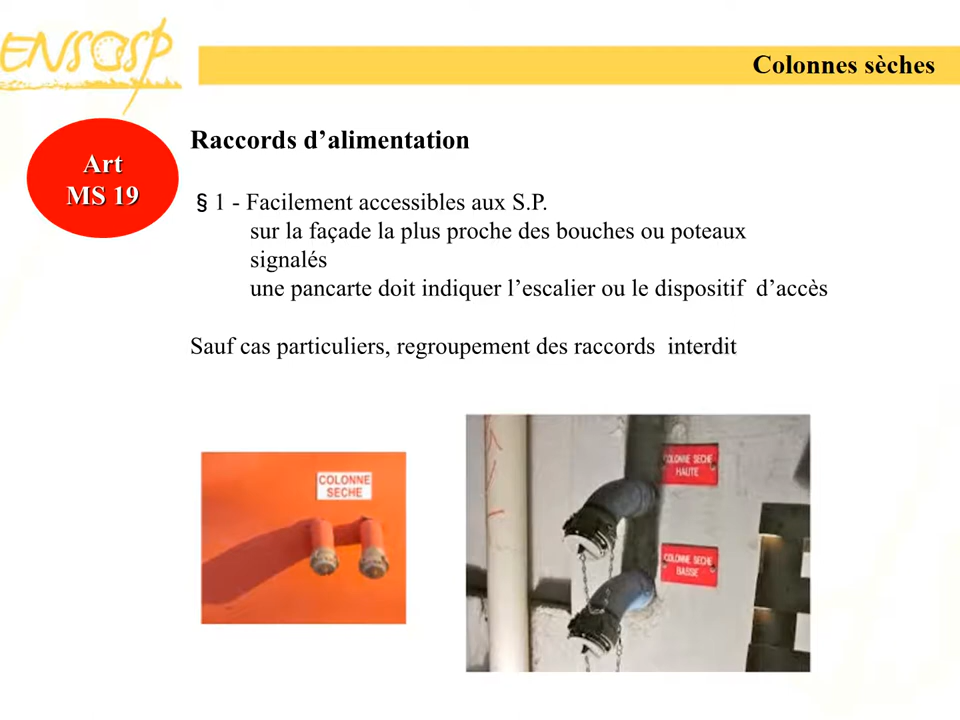 ENSOSP
Colonnes sèches
Art
MS 19
Raccords d’alimentation
§ 1 - Facilement accessibles aux S.P.
sur la façade la plus proche des bouches ou poteaux
signalés
une pancarte doit indiquer l’escalier ou le dispositif d’accès
Sauf cas particuliers, regroupement des raccords interdit
COLONNE
SECHE
COLONNE SECHE
HAUTE
COLONNE SECHE
BASSE